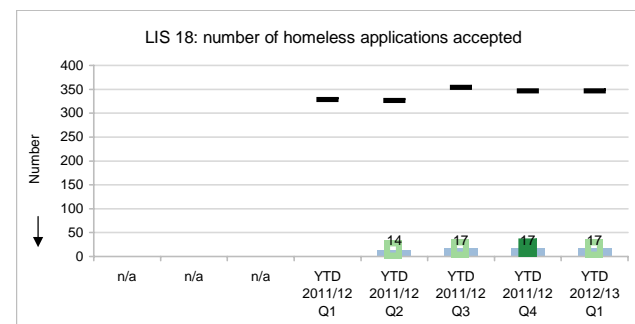 LIS 18: number of homeless applications accepted
400
350
300
250
200
150
100
50
0
Number
14 17 17 17
n/a n/a n/a YTD YTD YTD YTD YTD
2011/12 2011/12 2011/12 2011/12 2012/13
Q1 Q2 Q3 Q4 Q1